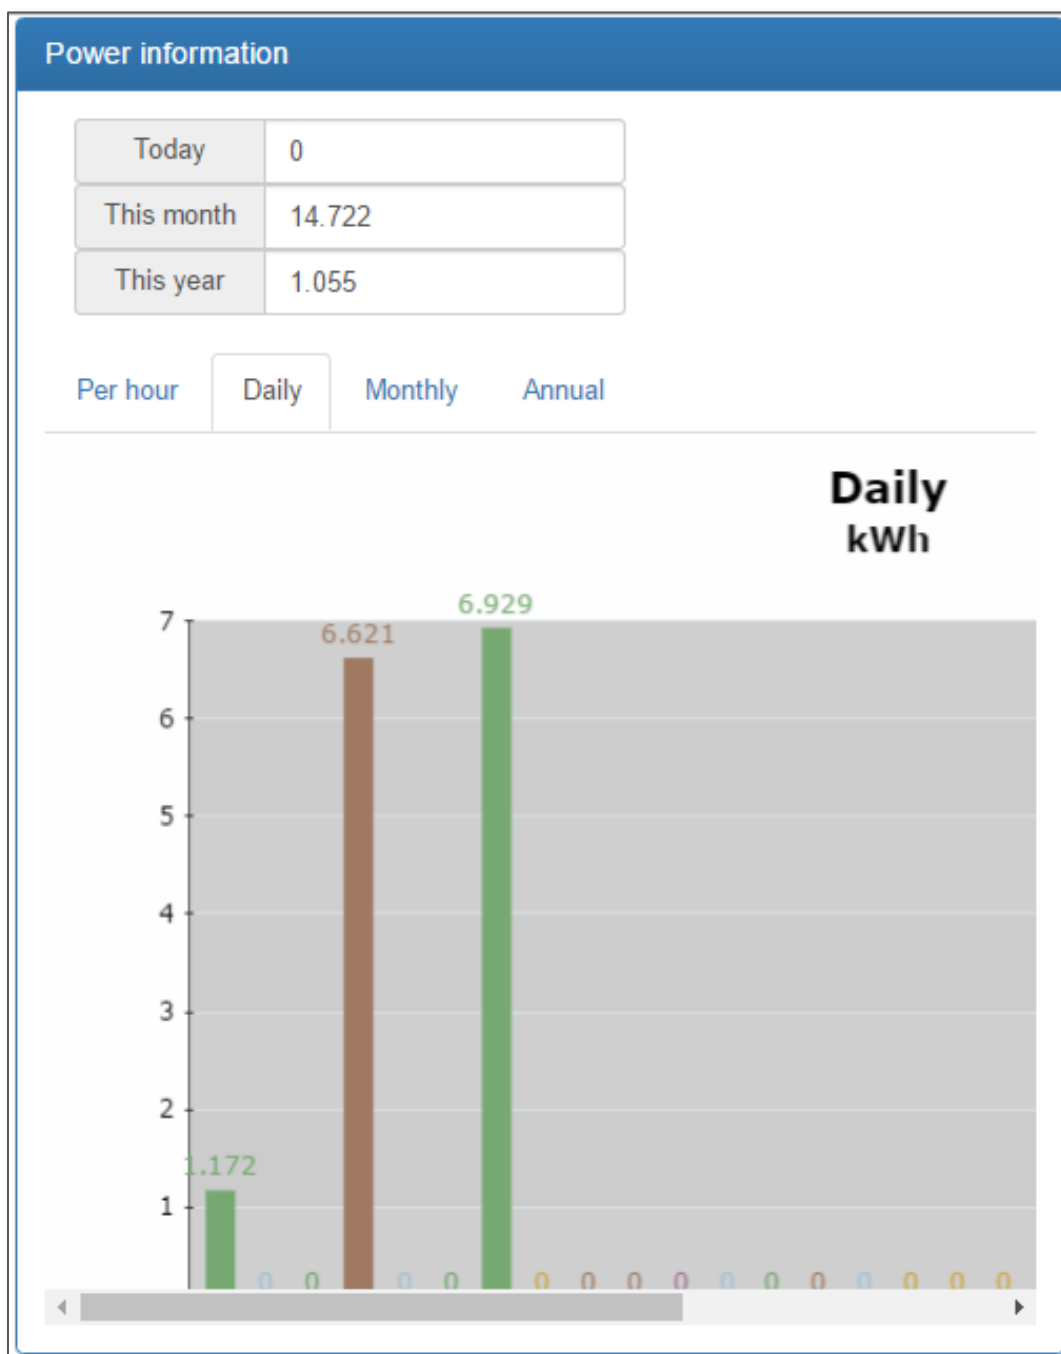 Power information
Today 0
This month 14.722
This year 1.055
Per hour Daily Monthly Annual
Daily
kWh
7
6.929
6.621
6
5
4
3
2
1.172
1
0 0 0 0 0 0 0 0 0 0 0 0 0 0 0